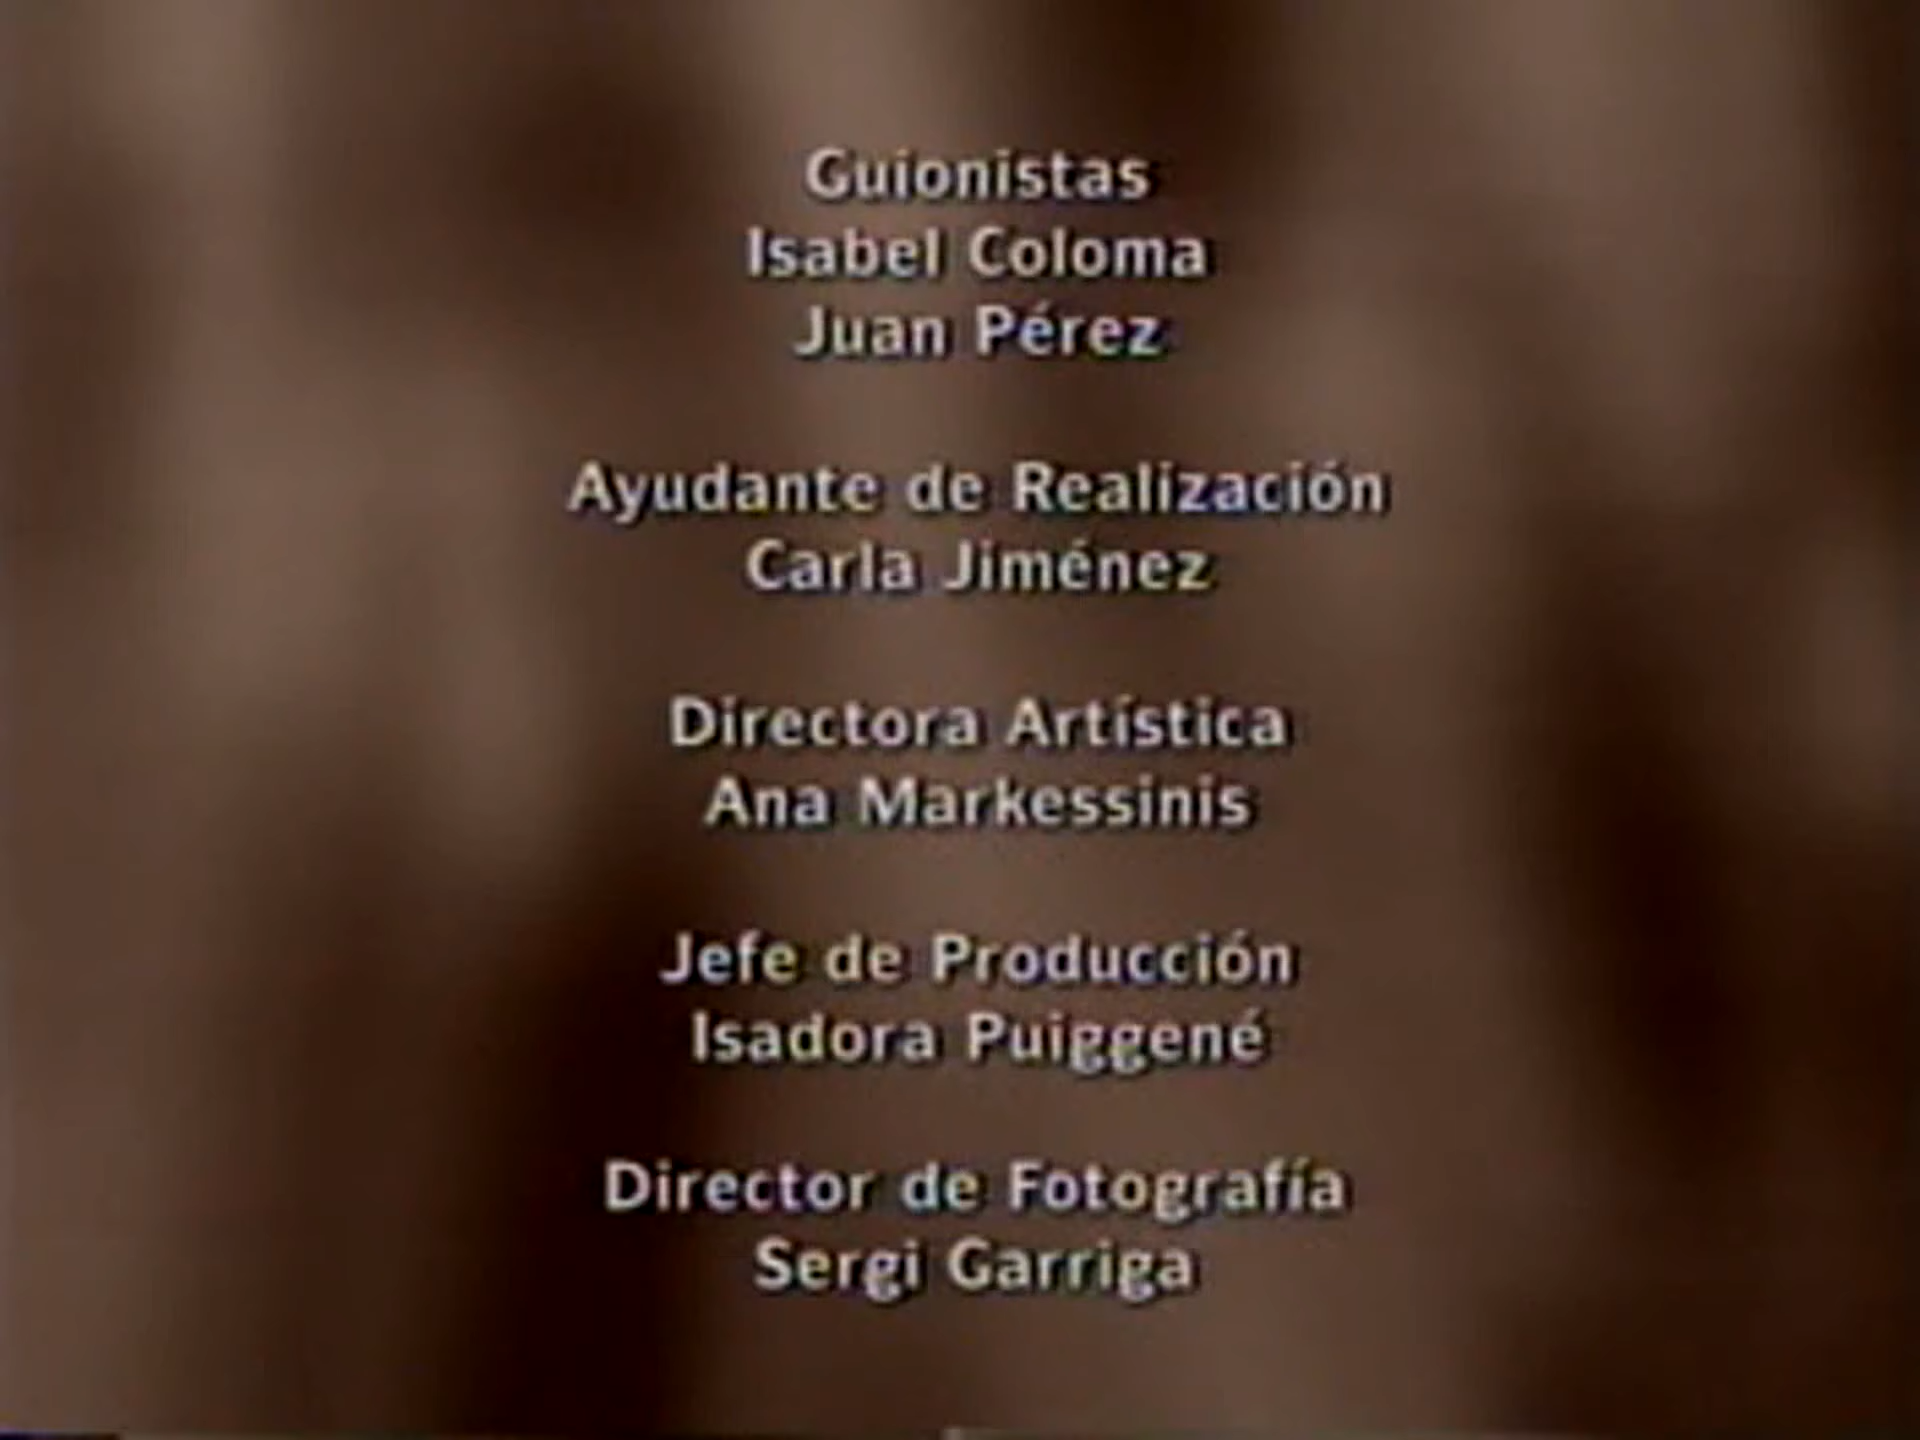 Guionistas
Isabel Coloma
Juan Pérez
Ayudante de Realización
Carla Jiménez
Directora Artística
Ana Markessinis
Jefe de Producción
Isadora Puiggené
Director de Fotografía
Sergi Garriga